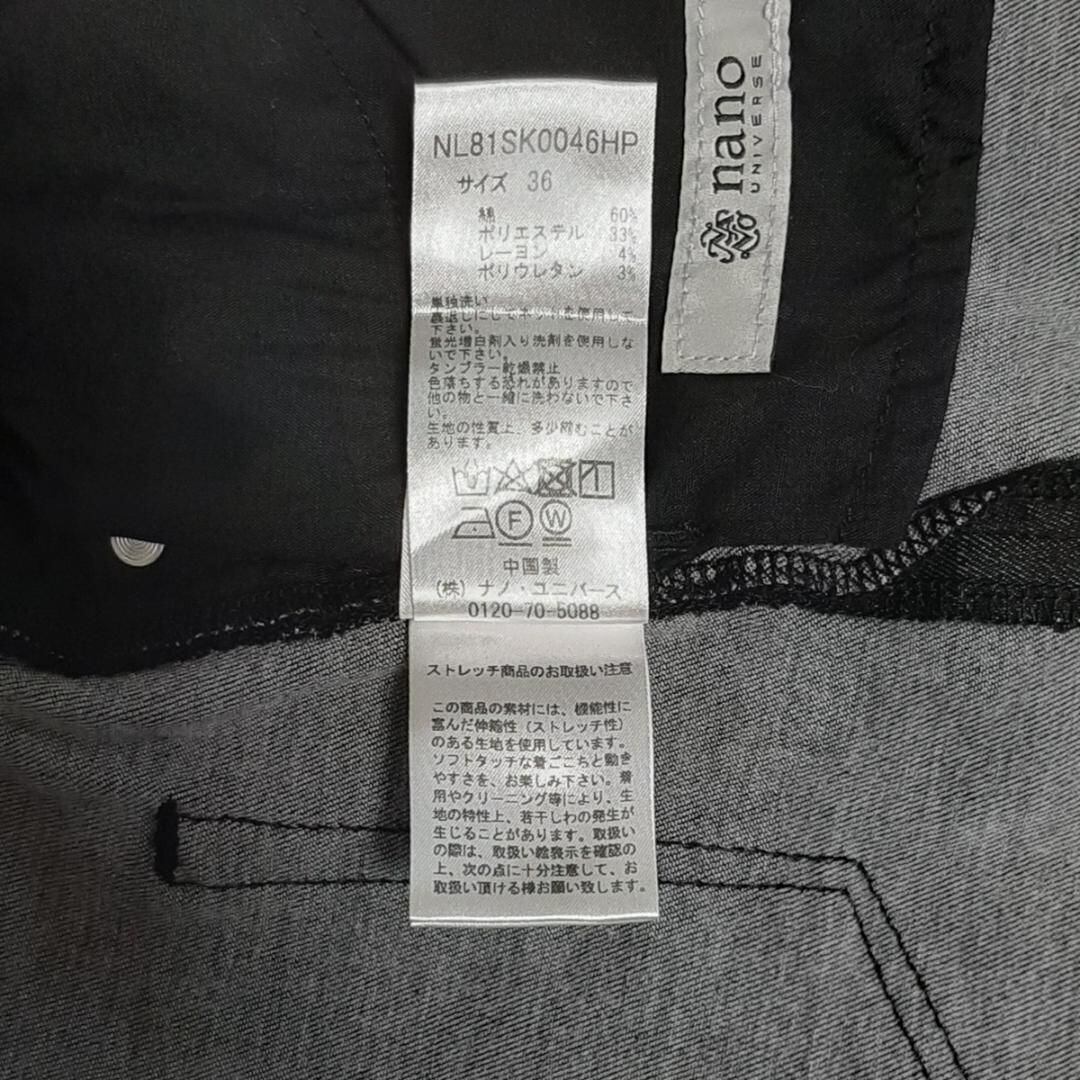 NL81SK0046HP
サイズ 36
綿 60%
ポリエステル 33%
レーヨン 4%
ポリウレタン 3%
単独洗い
裏返しにしてネットを使用して
下さい。
蛍光増白剤入り洗剤を使用しな
いで下さい。
タンブラー乾燥禁止
色落ちする恐れがありますので
他の物と一緒に洗わないで下さ
い。
生地の性質上、多少縮むことが
あります。
F
W
中国製
(株) ナノ・ユニバース
0120-70-5088
ストレッチ商品のお取扱い注意
この商品の素材には、機能性に
富んだ伸縮性（ストレッチ性）
のある生地を使用しています。
ソフトタッチな着ごこちと動き
やすさを、お楽しみ下さい。着
用やクリーニング等により、生
地の特性上、若干しわの発生が
生じることがあります。取扱い
の際は、取扱い絵表示を確認の
上、次の点に十分注意して、お
取扱い頂ける様お願い致します。
nano
UNIVERSE